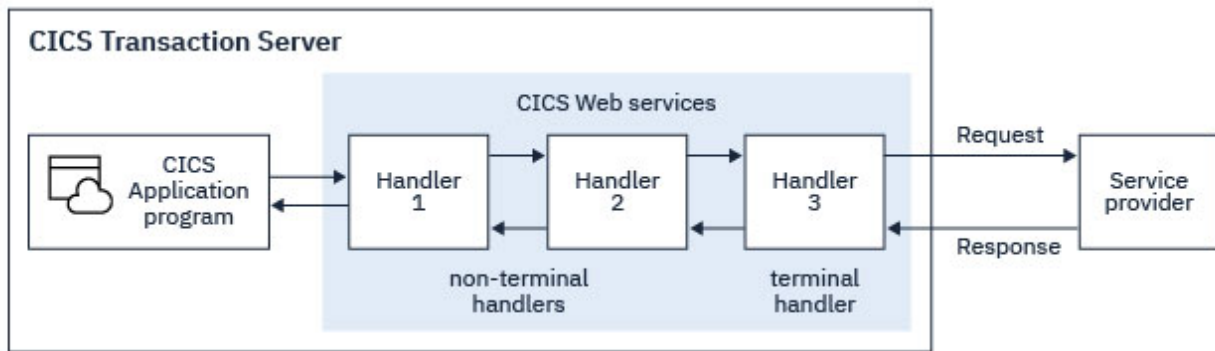 CICS Transaction Server
CICS Web services
CICS
Application
program
Handler
1
Handler
2
Handler
3
Request
Response
Service
provider
non-terminal
handlers
terminal
handler